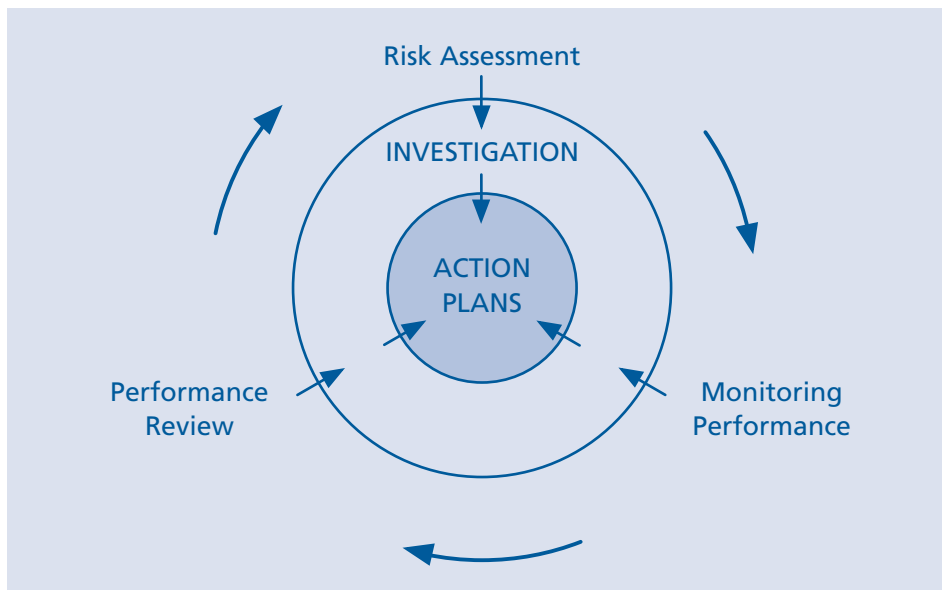 Risk Assessment
INVESTIGATION
ACTION
PLANS
Performance
Review
Monitoring
Performance